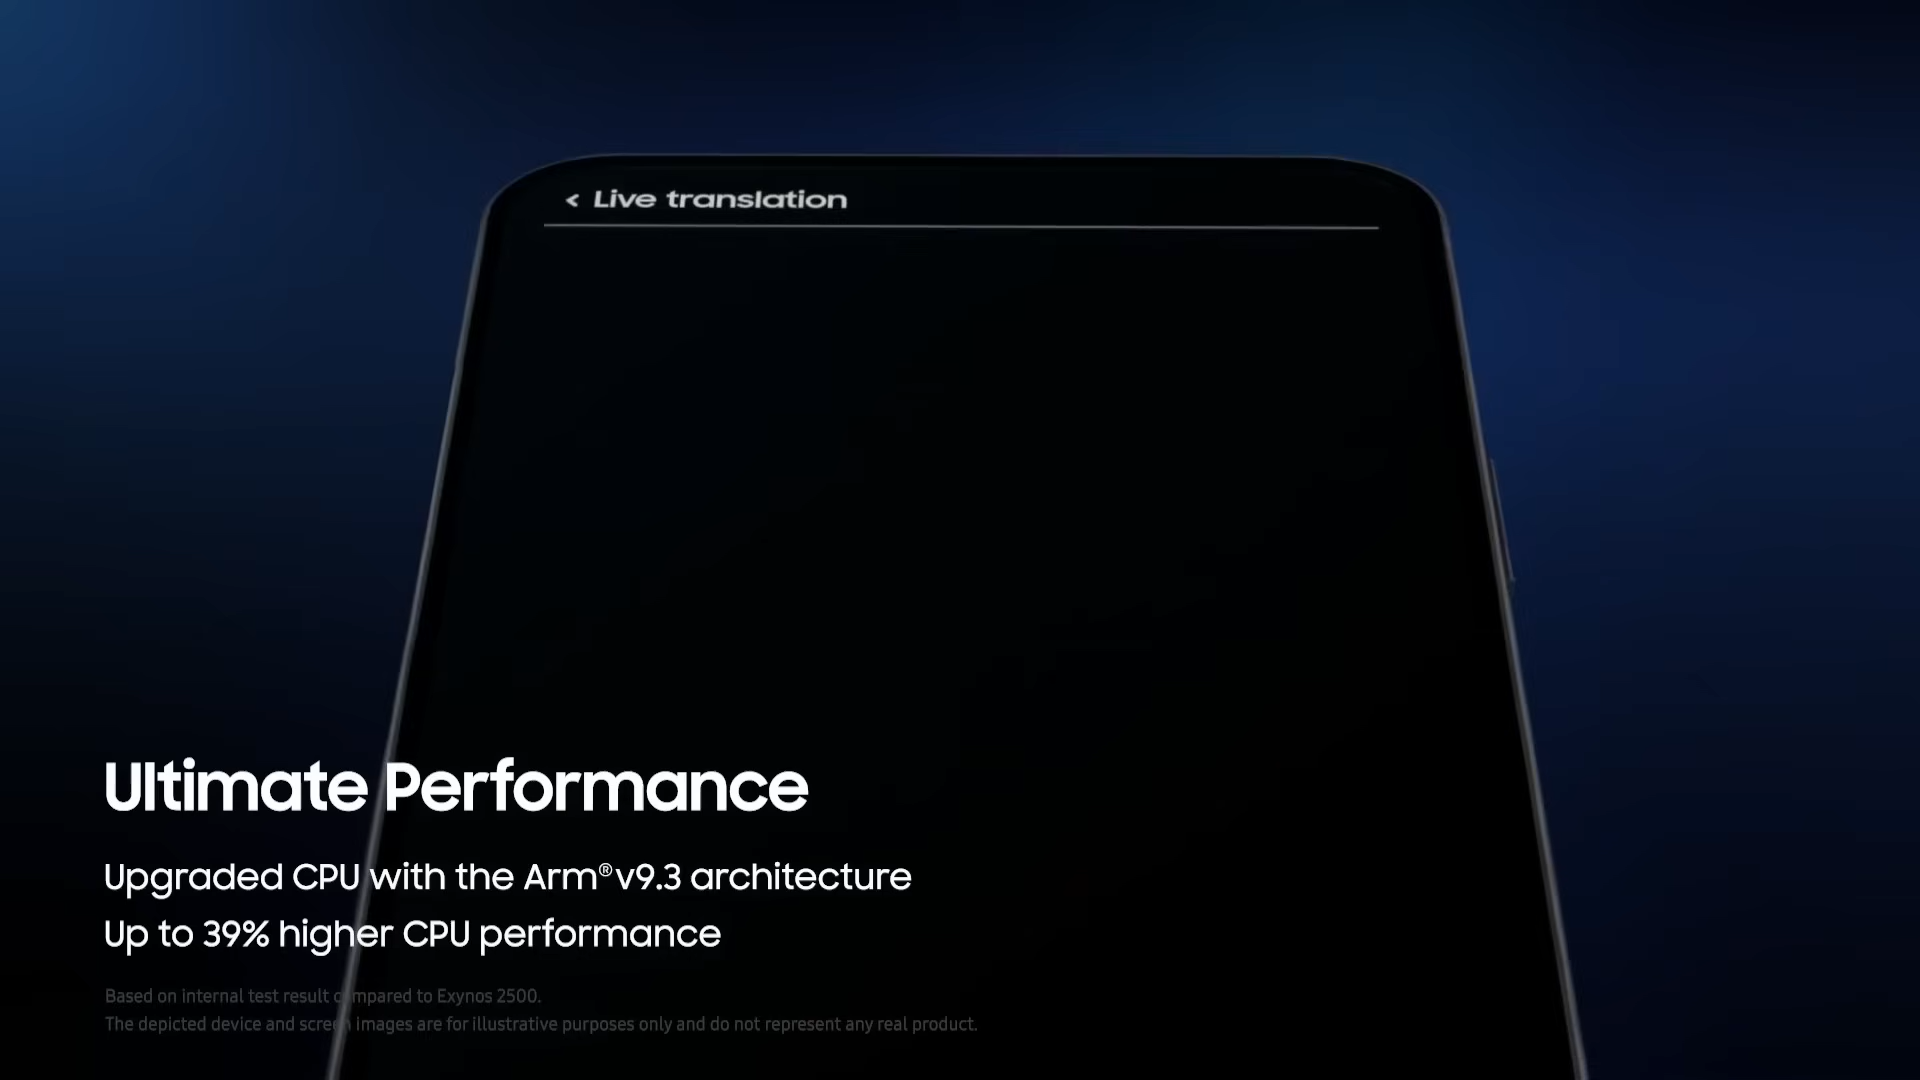 < Live translation
Ultimate Performance
Upgraded CPU with the Arm®v9.3 architecture
Up to 39% higher CPU performance
Based on internal test result compared to Exynos 2500.
The depicted device and screen images are for illustrative purposes only and do not represent any real product.